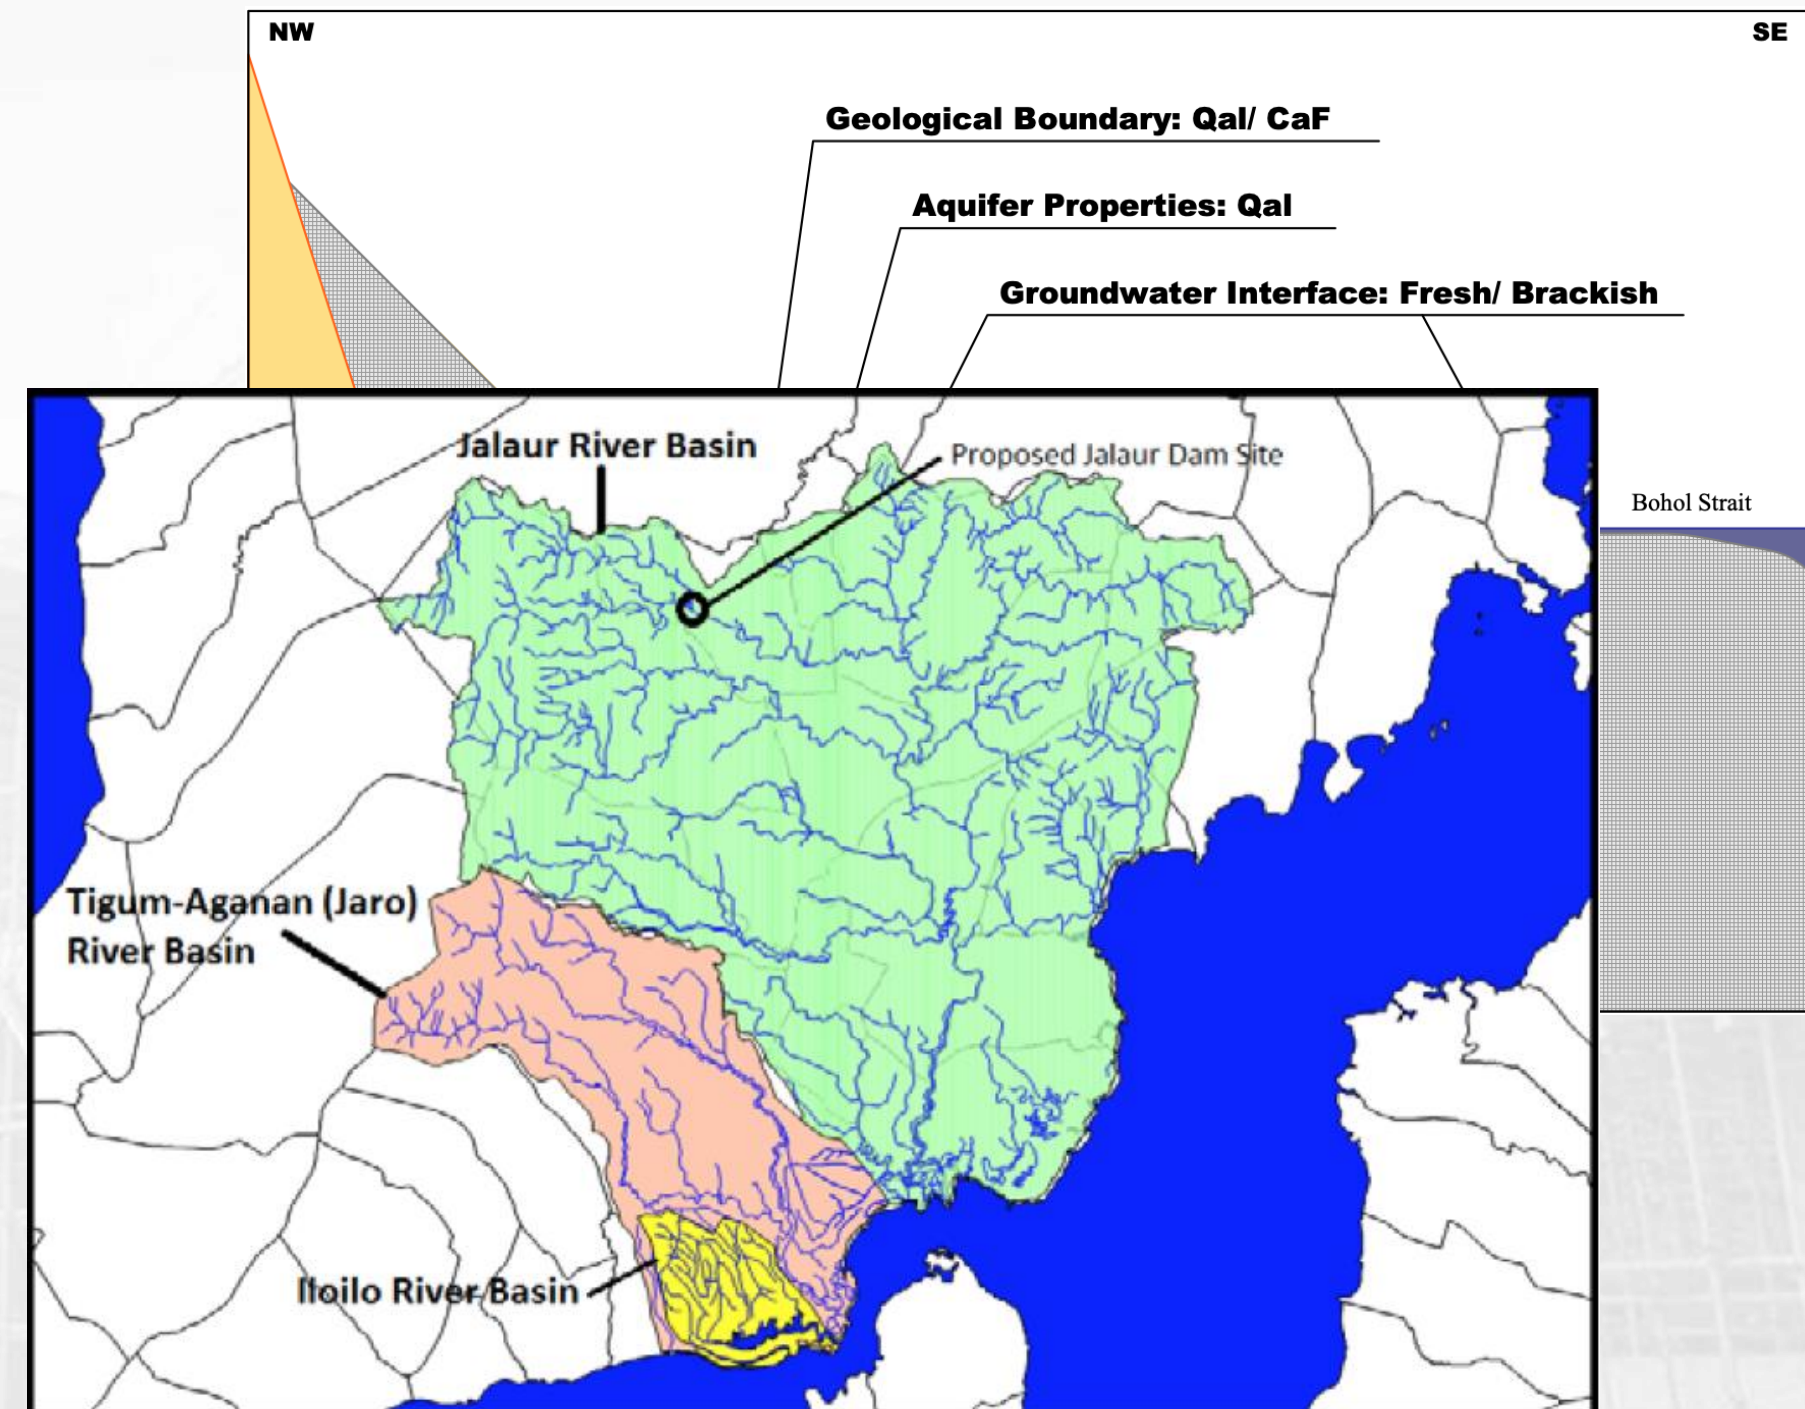 NW
SE
Geological Boundary: Qal/ CaF
Aquifer Properties: Qal
Groundwater Interface: Fresh/ Brackish
Jalaur River Basin
Proposed Jalaur Dam Site
Bohol Strait
Tigum-Aganan (Jaro)
River Basin
Iloilo River Basin